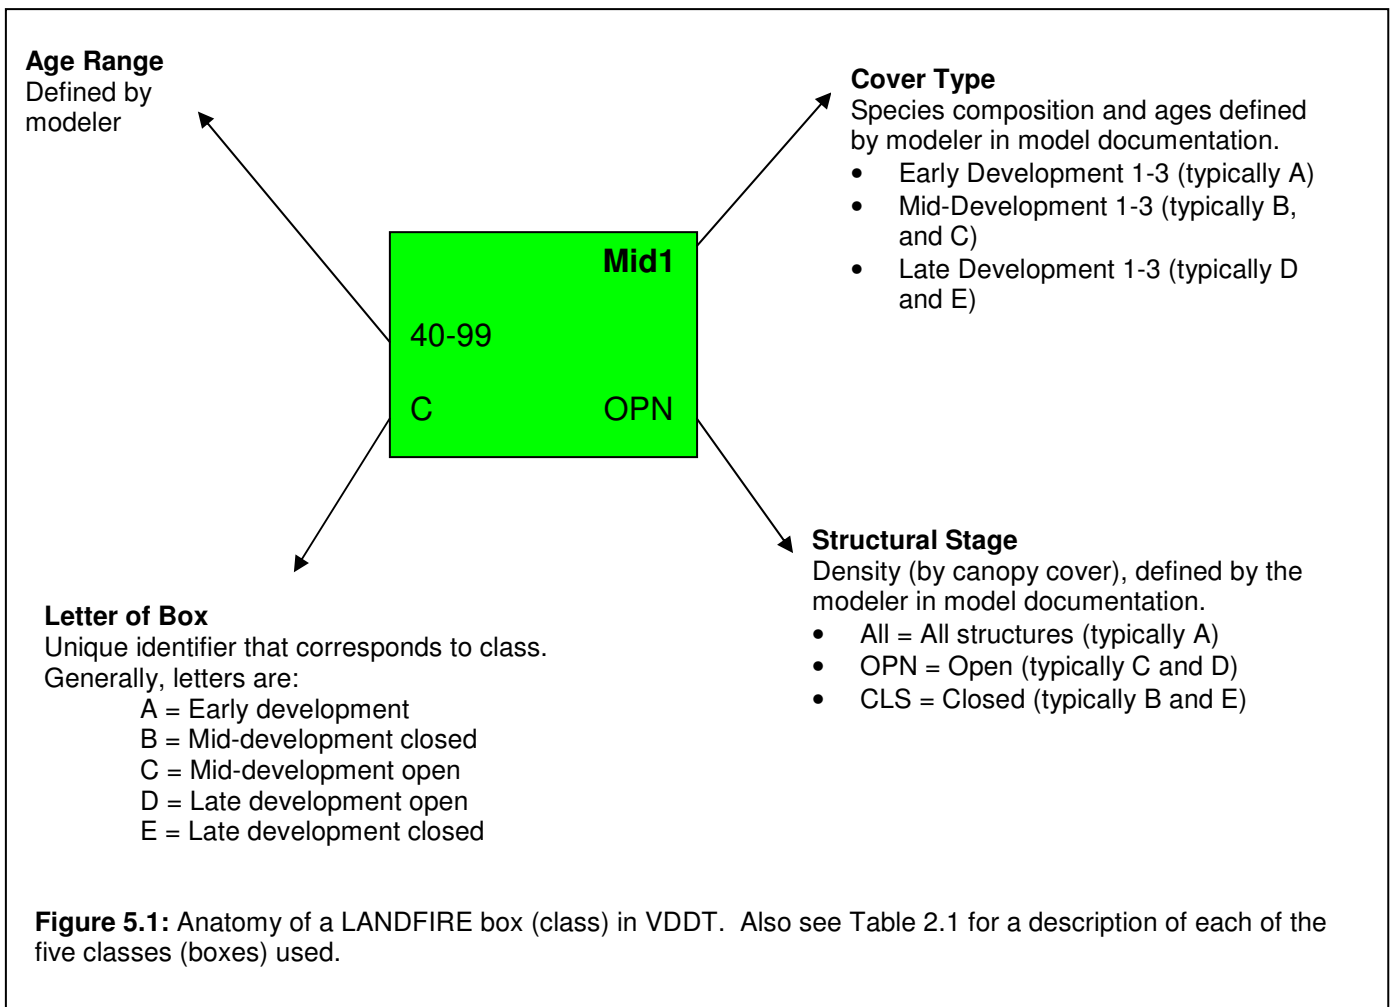 Age Range
Defined by
modeler
Cover Type
Species composition and ages defined
by modeler in model documentation.
• Early Development 1-3 (typically A)
• Mid-Development 1-3 (typically B,
and C)
• Late Development 1-3 (typically D
and E)
Mid1
40-99
C OPN
Structural Stage
Density (by canopy cover), defined by the
modeler in model documentation.
• All = All structures (typically A)
• OPN = Open (typically C and D)
• CLS = Closed (typically B and E)
Letter of Box
Unique identifier that corresponds to class.
Generally, letters are:
A = Early development
B = Mid-development closed
C = Mid-development open
D = Late development open
E = Late development closed
Figure 5.1: Anatomy of a LANDFIRE box (class) in VDDT. Also see Table 2.1 for a description of each of the
five classes (boxes) used.